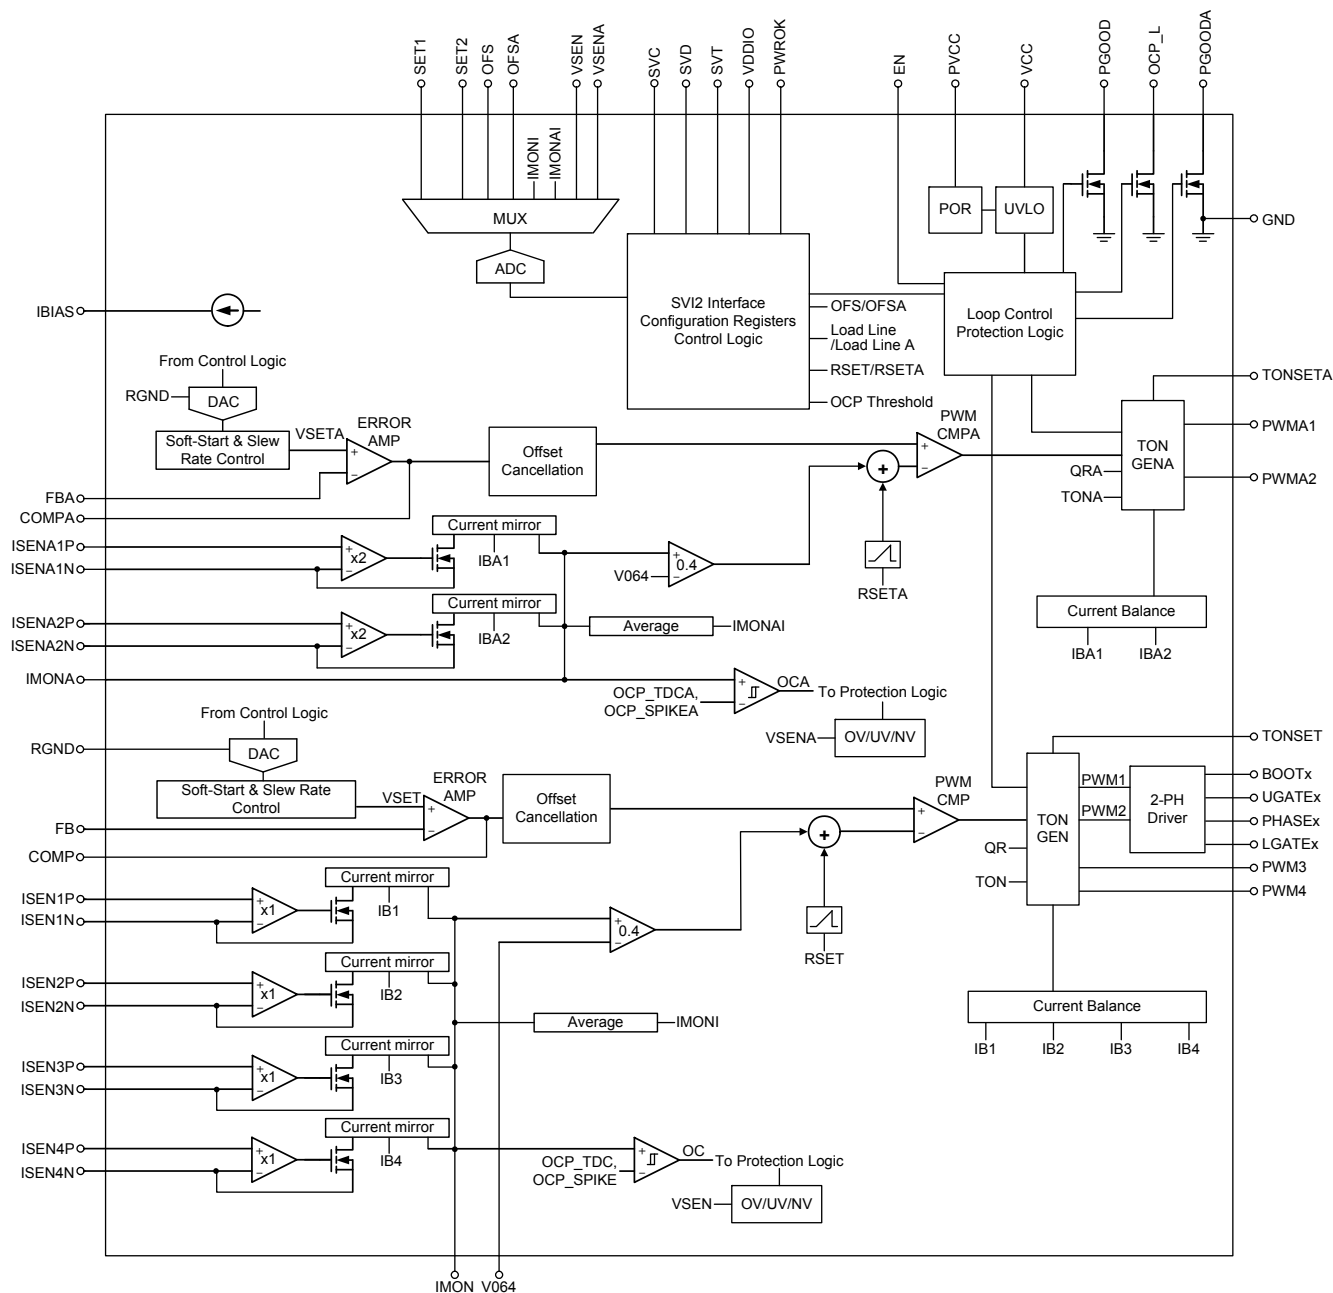 SET1
SET2
OFS
OFSA
VSEN
VSENA
SVC
SVD
SVT
VDDIO
PWROK
EN
PVCC
VCC
PGOOD
OCP_L
PGOODA
IMONI
IMONAI
MUX
ADC
POR
UVLO
GND
IBIAS
SVI2 Interface
Configuration Registers
Control Logic
OFS/OFSA
Load Line
/Load Line A
RSET/RSETA
OCP Threshold
Loop Control
Protection Logic
From Control Logic
RGND
DAC
Soft-Start & Slew
Rate Control
VSETA
ERROR
AMP
+
−
Offset
Cancellation
PWM
CMPA
+
−
+
TONSETA
PWMA1
PWMA2
TON
GENA
QRA
TONA
FBA
COMPA
ISENA1P
ISENA1N
+
−
x2
Current mirror
IBA1
V064
+
−
0.4
RSETA
ISENA2P
ISENA2N
+
−
x2
Current mirror
IBA2
Average
IMONAI
Current Balance
IBA1
IBA2
IMONA
OCP_TDCA,
OCP_SPIKEA
+
−
OCA
To Protection Logic
VSENA
OV/UV/NV
From Control Logic
RGND
DAC
Soft-Start & Slew Rate
Control
VSET
ERROR
AMP
+
−
Offset
Cancellation
PWM
CMP
+
−
+
TONSET
BOOTx
UGATEx
PHASEx
LGATEx
PWM3
PWM4
PWM1
PWM2
2-PH
Driver
TON
GEN
QR
TON
FB
COMP
ISEN1P
ISEN1N
+
−
x1
Current mirror
IB1
+
−
0.4
RSET
ISEN2P
ISEN2N
+
−
x1
Current mirror
IB2
Average
IMONI
Current Balance
IB1
IB2
IB3
IB4
ISEN3P
ISEN3N
+
−
x1
Current mirror
IB3
ISEN4P
ISEN4N
+
−
x1
Current mirror
IB4
OCP_TDC,
OCP_SPIKE
+
−
OC
To Protection Logic
VSEN
OV/UV/NV
IMON
V064